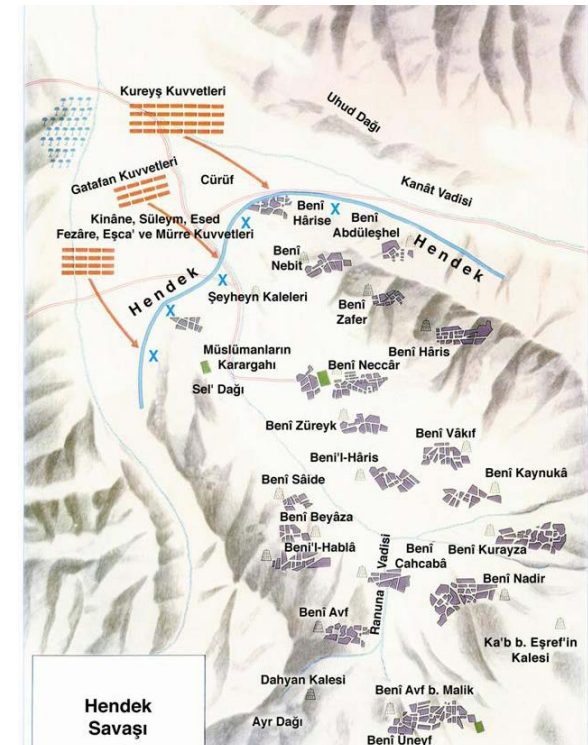 Kureyş Kuvvetleri
Uhud Dağı
Gatafan Kuvvetleri
Cürüf
Kanât Vadisi
Kinâne, Süleym, Esed
Fezâre, Eşca' ve Mürre Kuvvetleri
X
X
X
X
X
Benî
Hârise
Benî
Abdüleşhel
Hendek
Hendek
Benî
Nebit
Şeyheyn Kaleleri
Benî
Zafer
Benî Hâris
Müslümanların
Karargahı
Sel' Dağı
Benî Neccâr
Benî Züreyk
Benî Vâkıf
Benî'l-Hâris
Benî Kaynukâ
Benî Sâide
Benî Beyâza
Beni'l-Hablâ
Ranuna Vadisi
Benî
Cahcabâ
Benî Kurayza
Benî Nadir
Benî Avf
Ka'b b. Eşref'in
Kalesi
Dahyan Kalesi
Ayr Dağı
Benî Avf b. Malik
Benî Üneyf
Hendek
Savaşı